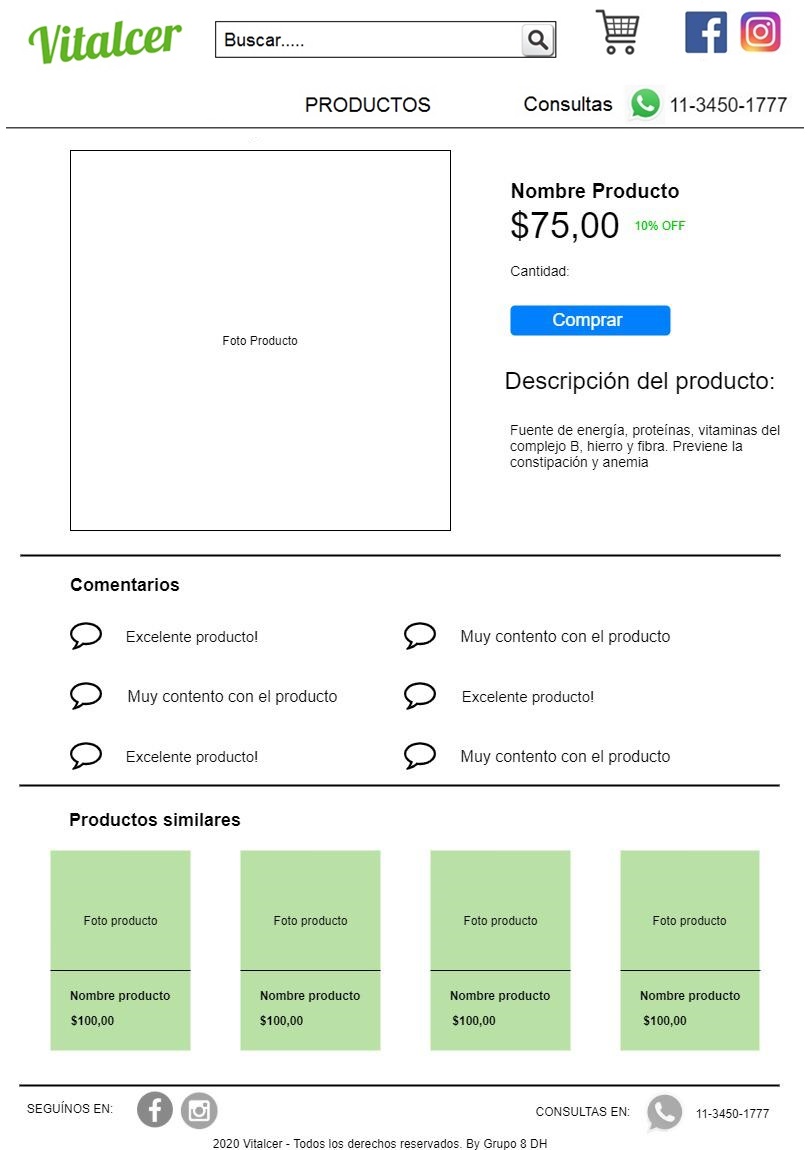 Vitalcer
Buscar.....
PRODUCTOS
Consultas
11-3450-1777
Foto Producto
Nombre Producto
$75,00
10% OFF
Cantidad:
Comprar
Descripción del producto:
Fuente de energía, proteínas, vitaminas del
complejo B, hierro y fibra. Previene la
constipación y anemia
Comentarios
Excelente producto!
Muy contento con el producto
Muy contento con el producto
Excelente producto!
Excelente producto!
Muy contento con el producto
Productos similares
Foto producto
Nombre producto
$100,00
Foto producto
Nombre producto
$100,00
Foto producto
Nombre producto
$100,00
Foto producto
Nombre producto
$100,00
SEGUÍNOS EN:
CONSULTAS EN:
11-3450-1777
2020 Vitalcer - Todos los derechos reservados. By Grupo 8 DH